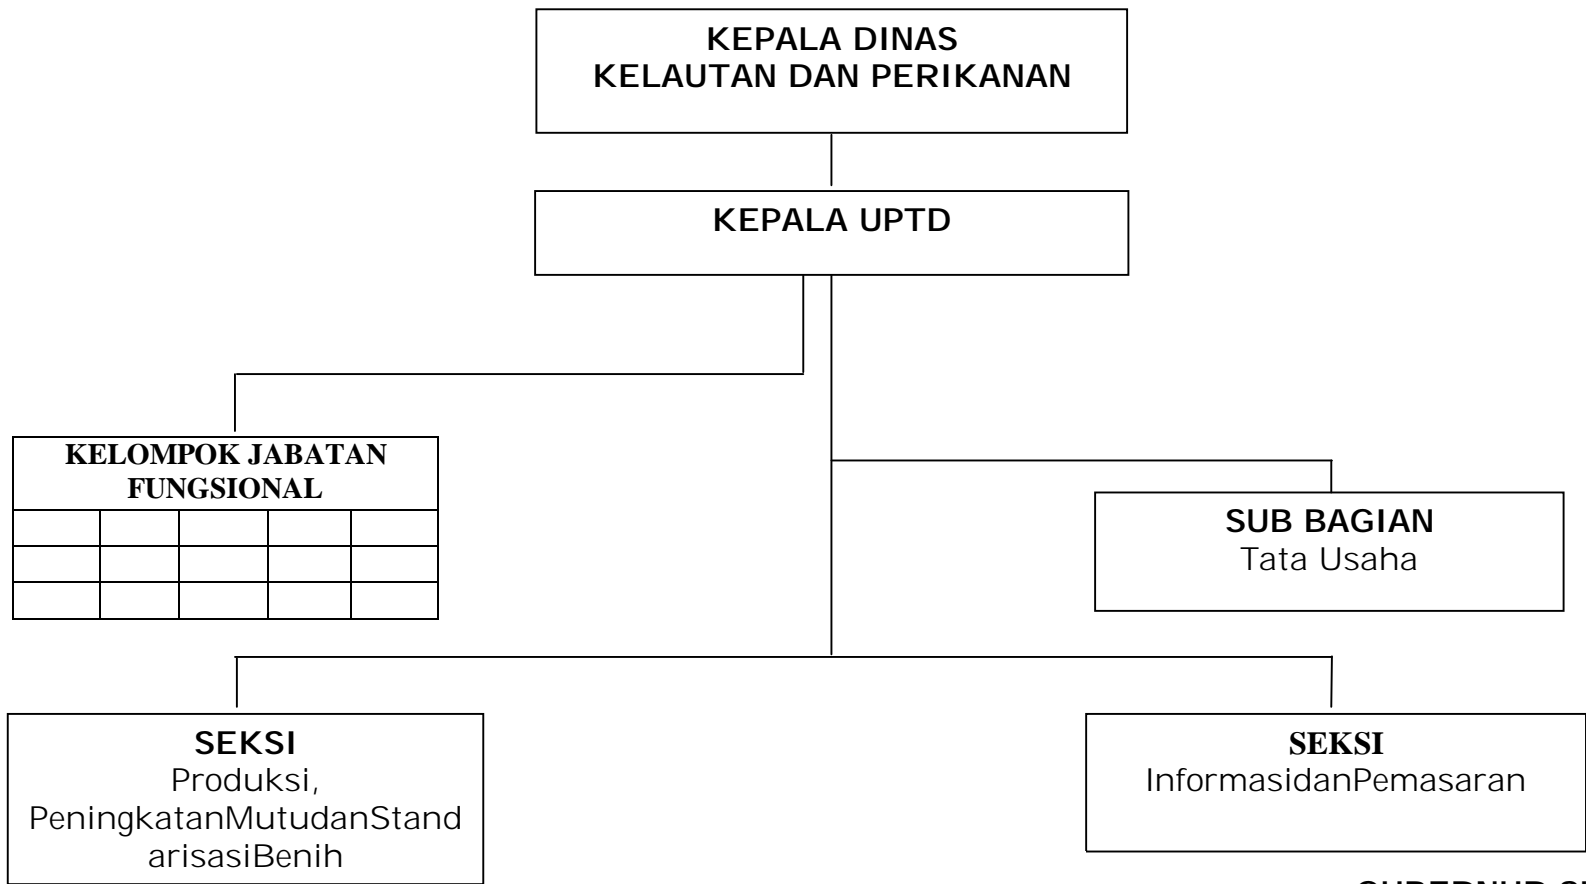 KEPALA DINAS
KELAUTAN DAN PERIKANAN
KEPALA UPTD
KELOMPOK JABATAN
FUNGSIONAL
SUB BAGIAN
Tata Usaha
SEKSI
Produksi,
PeningkatanMutudanStand
arisasiBenih
SEKSI
InformasidanPemasaran